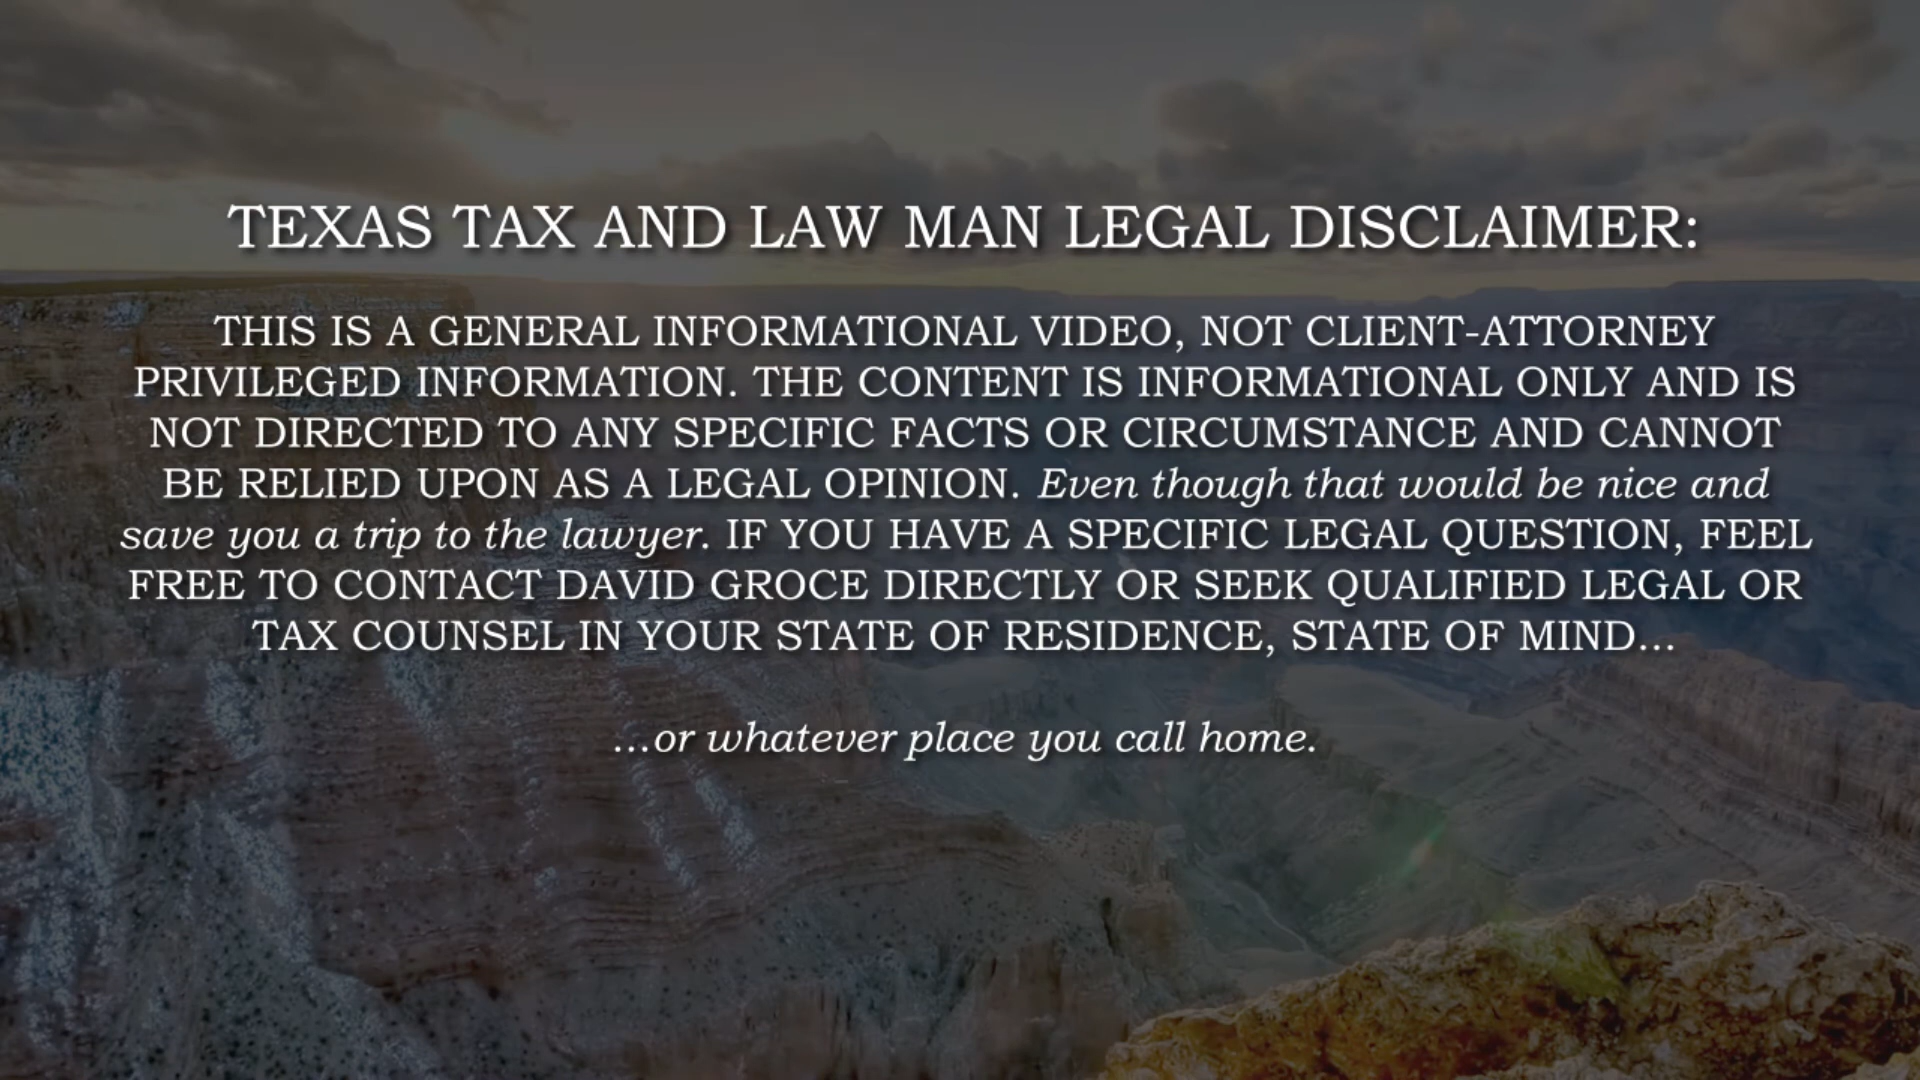 TEXAS TAX AND LAW MAN LEGAL DISCLAIMER:
THIS IS A GENERAL INFORMATIONAL VIDEO, NOT CLIENT-ATTORNEY
PRIVILEGED INFORMATION. THE CONTENT IS INFORMATIONAL ONLY AND IS
NOT DIRECTED TO ANY SPECIFIC FACTS OR CIRCUMSTANCE AND CANNOT
BE RELIED UPON AS A LEGAL OPINION. Even though that would be nice and
save you a trip to the lawyer. IF YOU HAVE A SPECIFIC LEGAL QUESTION, FEEL
FREE TO CONTACT DAVID GROCE DIRECTLY OR SEEK QUALIFIED LEGAL OR
TAX COUNSEL IN YOUR STATE OF RESIDENCE, STATE OF MIND...
...or whatever place you call home.